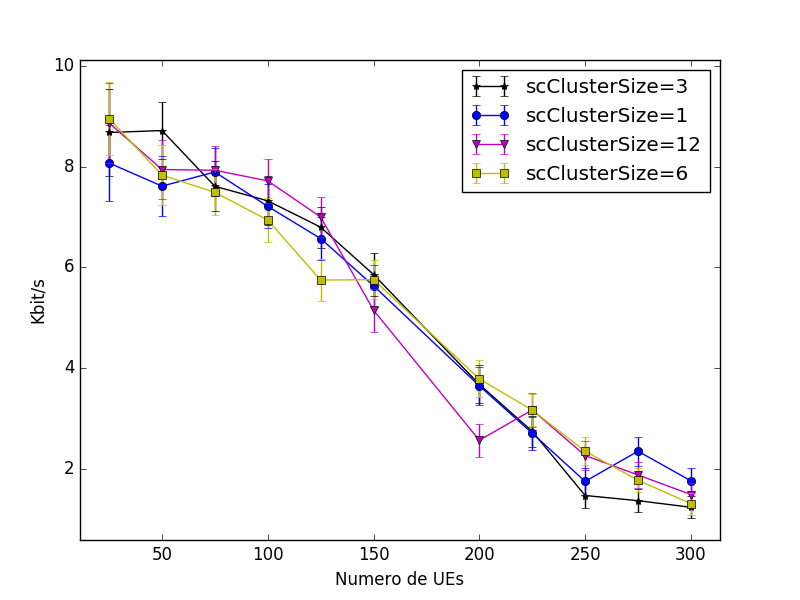 10
8
6
4
2
Kbit/s
scClusterSize=3
scClusterSize=1
scClusterSize=12
scClusterSize=6
50
100
150
200
250
300
Numero de UEs